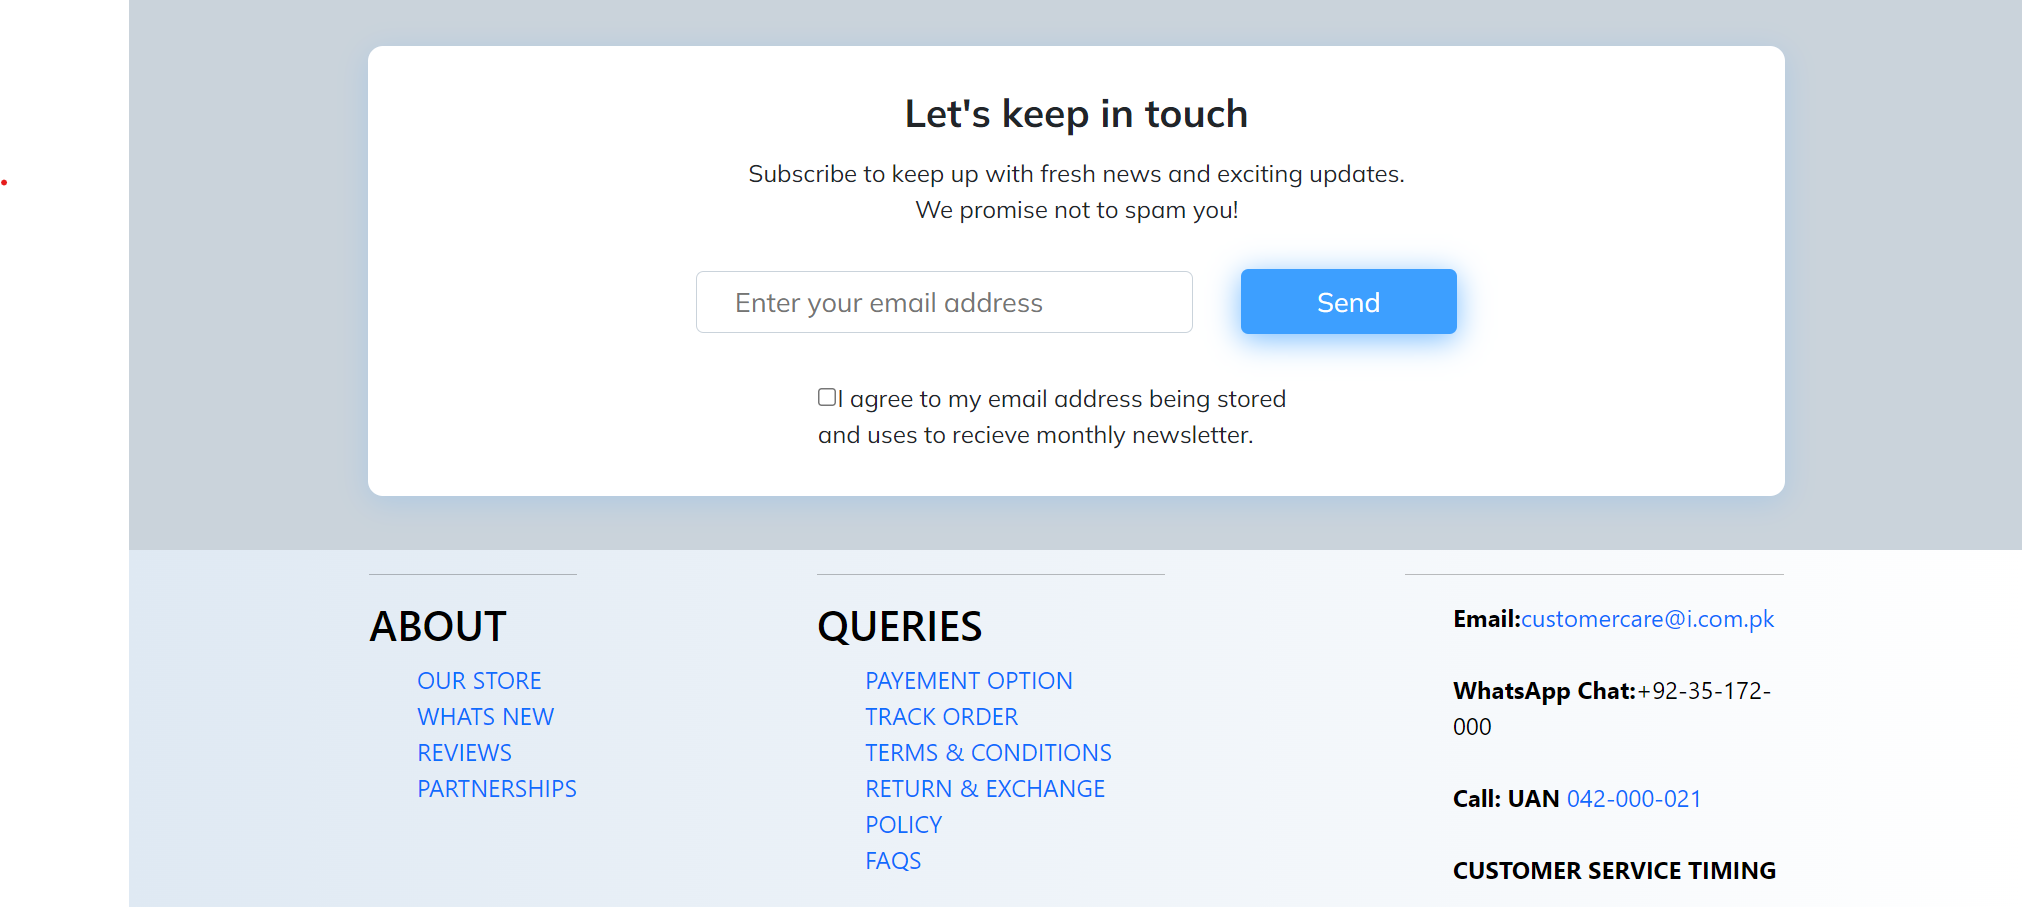 Let's keep in touch
Subscribe to keep up with fresh news and exciting updates.
We promise not to spam you!
Enter your email address
Send
I agree to my email address being stored
and uses to recieve monthly newsletter.
ABOUT
OUR STORE
WHATS NEW
REVIEWS
PARTNERSHIPS
QUERIES
PAYEMENT OPTION
TRACK ORDER
TERMS & CONDITIONS
RETURN & EXCHANGE
POLICY
FAQS
Email:customercare@i.com.pk
WhatsApp Chat:+92-35-172-
000
Call: UAN 042-000-021
CUSTOMER SERVICE TIMING